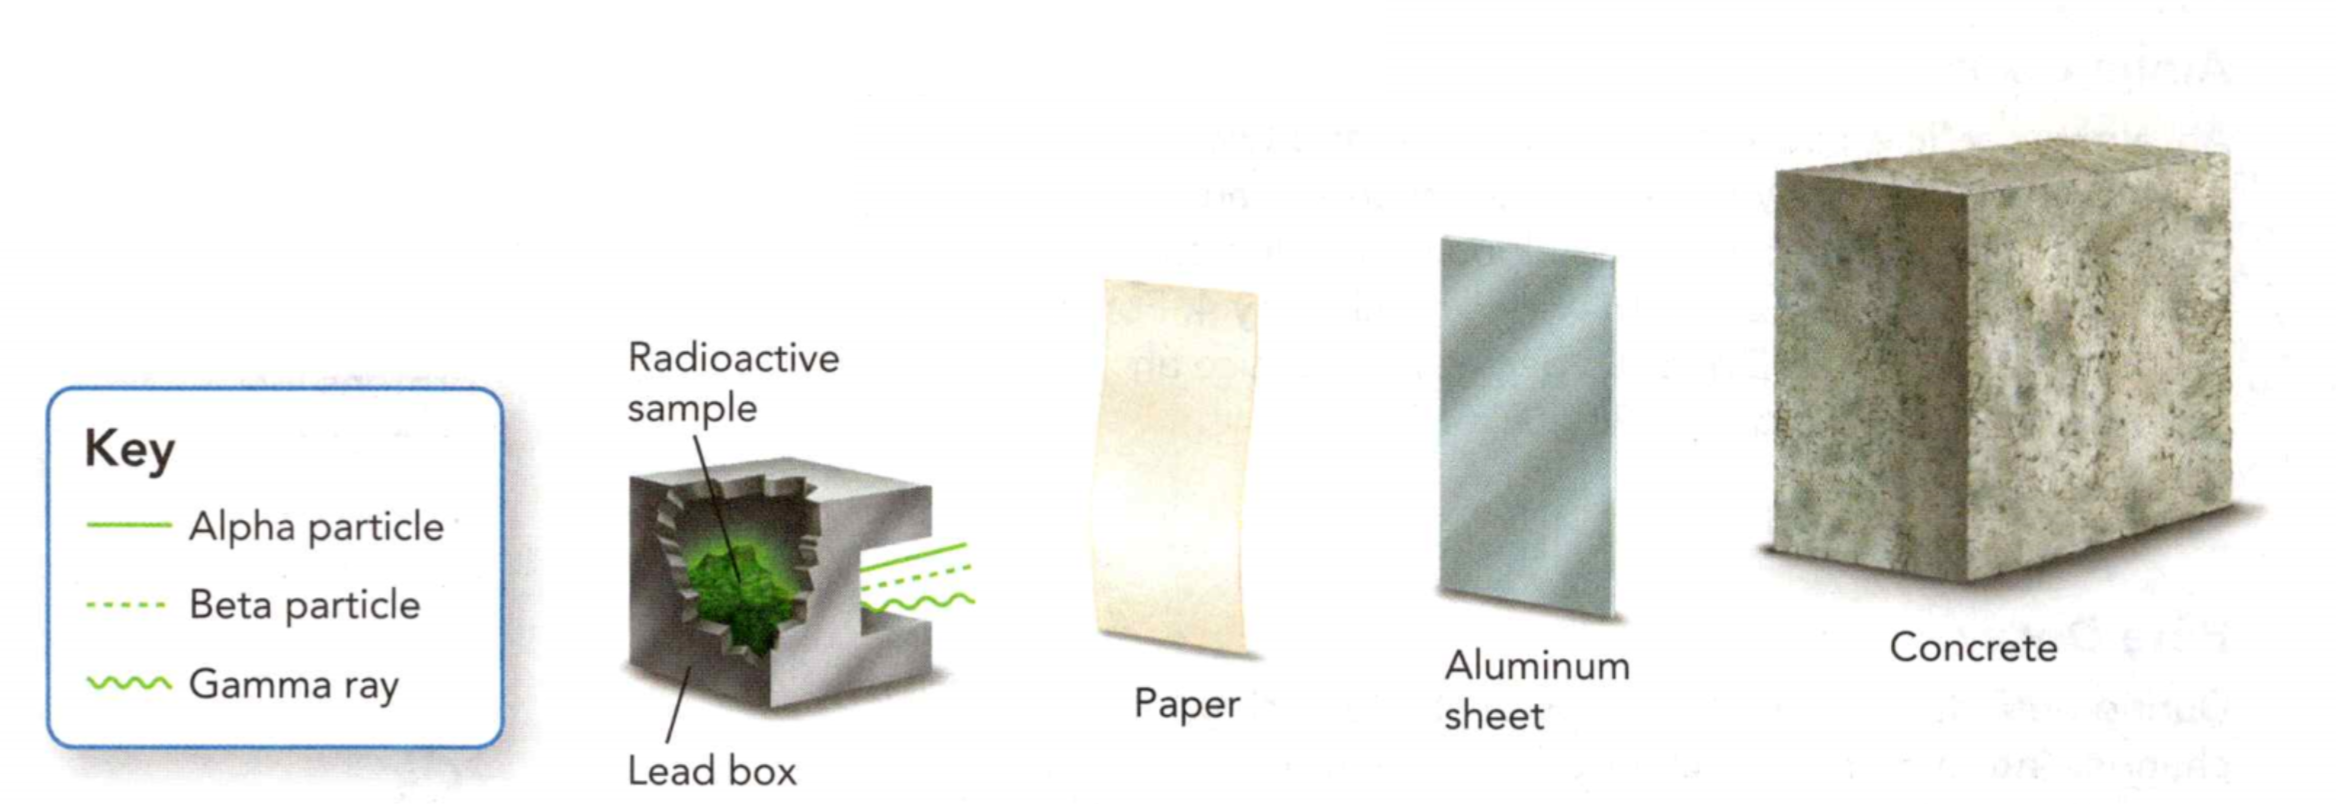 Key
Alpha particle
Beta particle
Gamma ray
Radioactive
sample
Lead box
Paper
Aluminum
sheet
Concrete